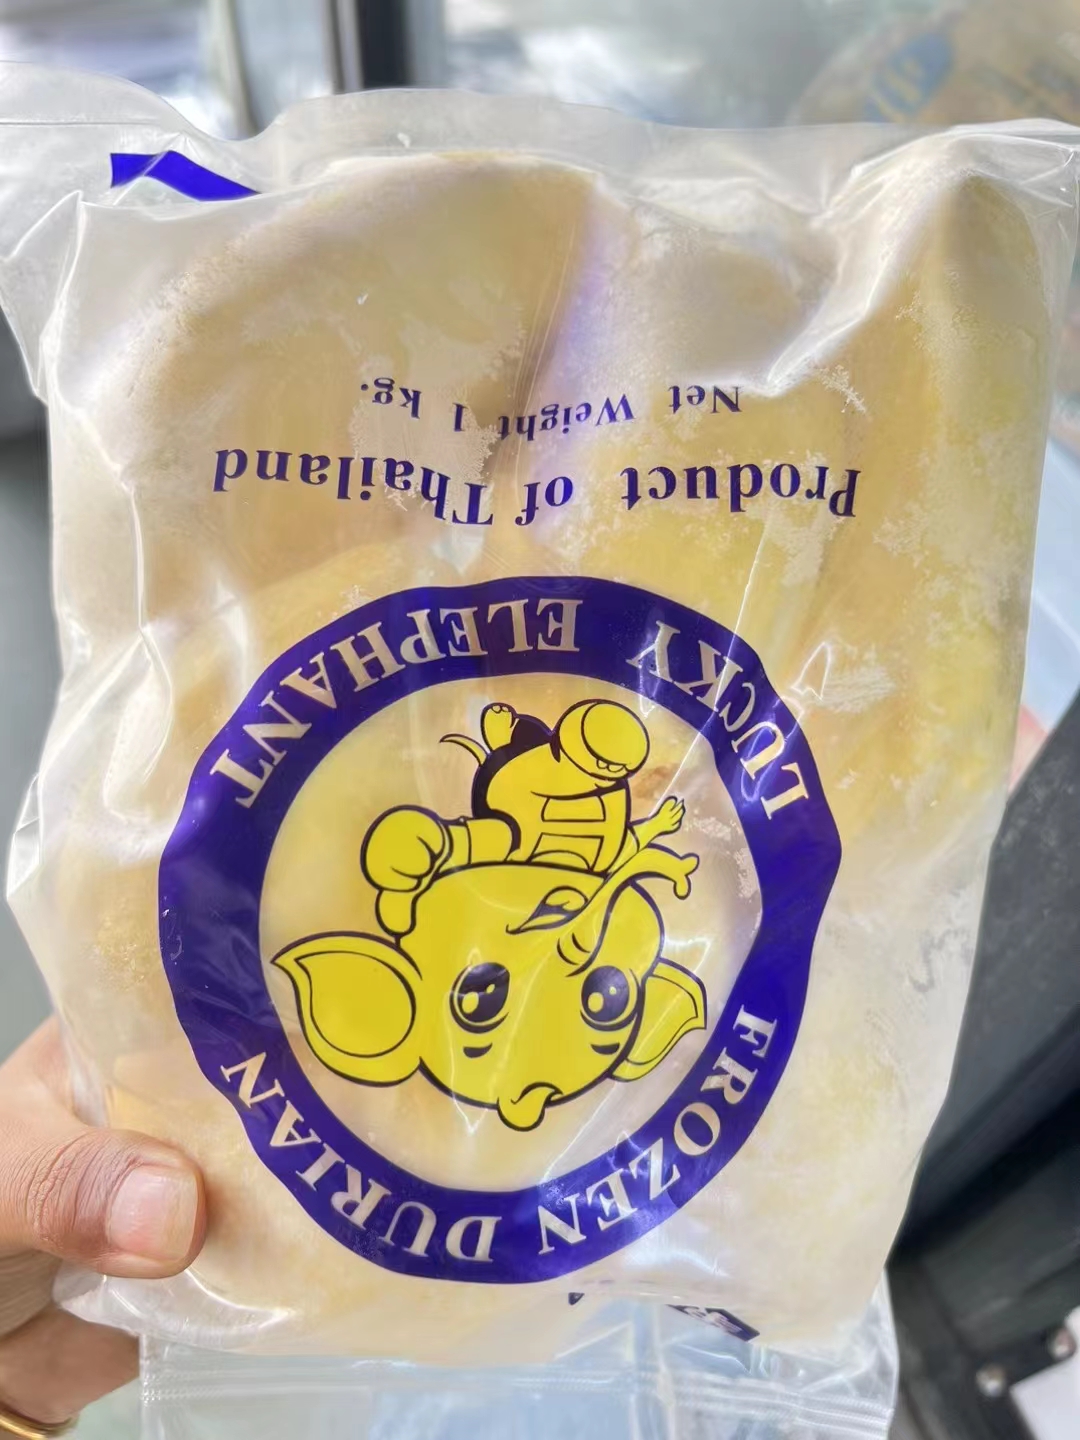 FROZEN DURIAN
LUCKY ELEPHANT
Product of Thailand
Net Weight 1 kg.